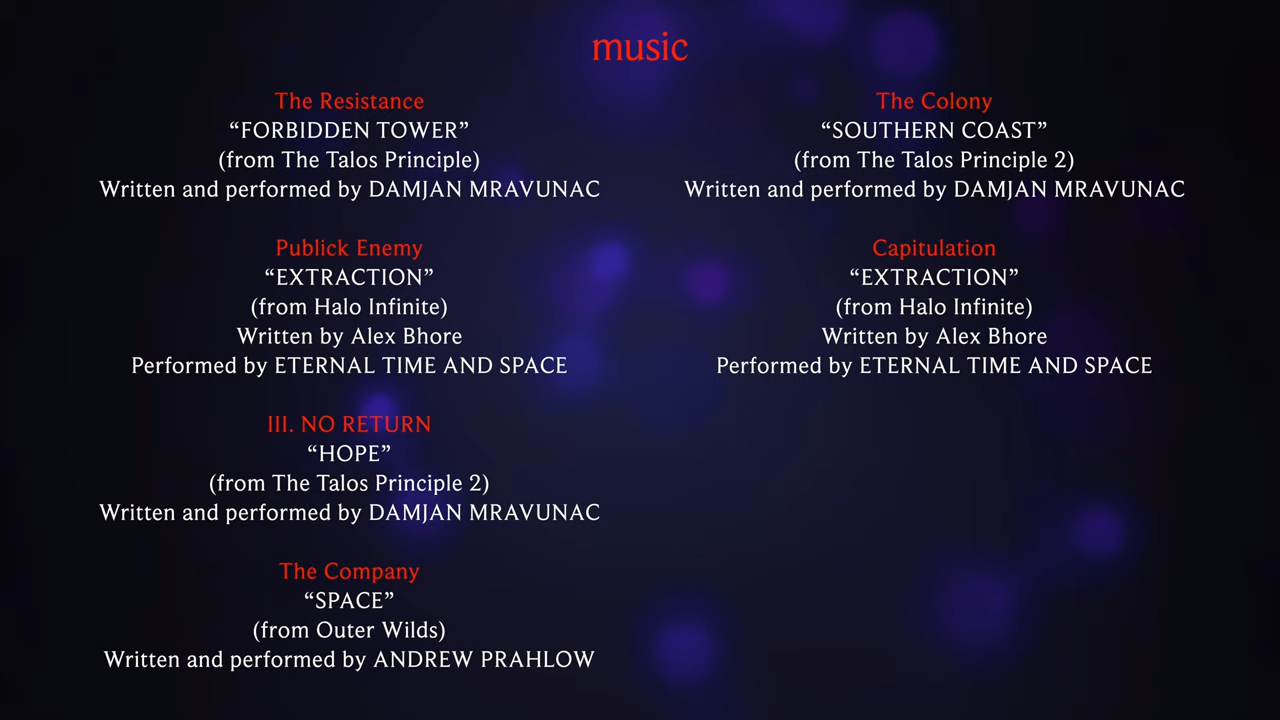 music
The Resistance
“FORBIDDEN TOWER”
(from The Talos Principle)
Written and performed by DAMJAN MRAVUNAC
Publick Enemy
“EXTRACTION”
(from Halo Infinite)
Written by Alex Bhore
Performed by ETERNAL TIME AND SPACE
III. NO RETURN
“HOPE”
(from The Talos Principle 2)
Written and performed by DAMJAN MRAVUNAC
The Company
“SPACE”
(from Outer Wilds)
Written and performed by ANDREW PRAHLOW
The Colony
“SOUTHERN COAST”
(from The Talos Principle 2)
Written and performed by DAMJAN MRAVUNAC
Capitulation
“EXTRACTION”
(from Halo Infinite)
Written by Alex Bhore
Performed by ETERNAL TIME AND SPACE